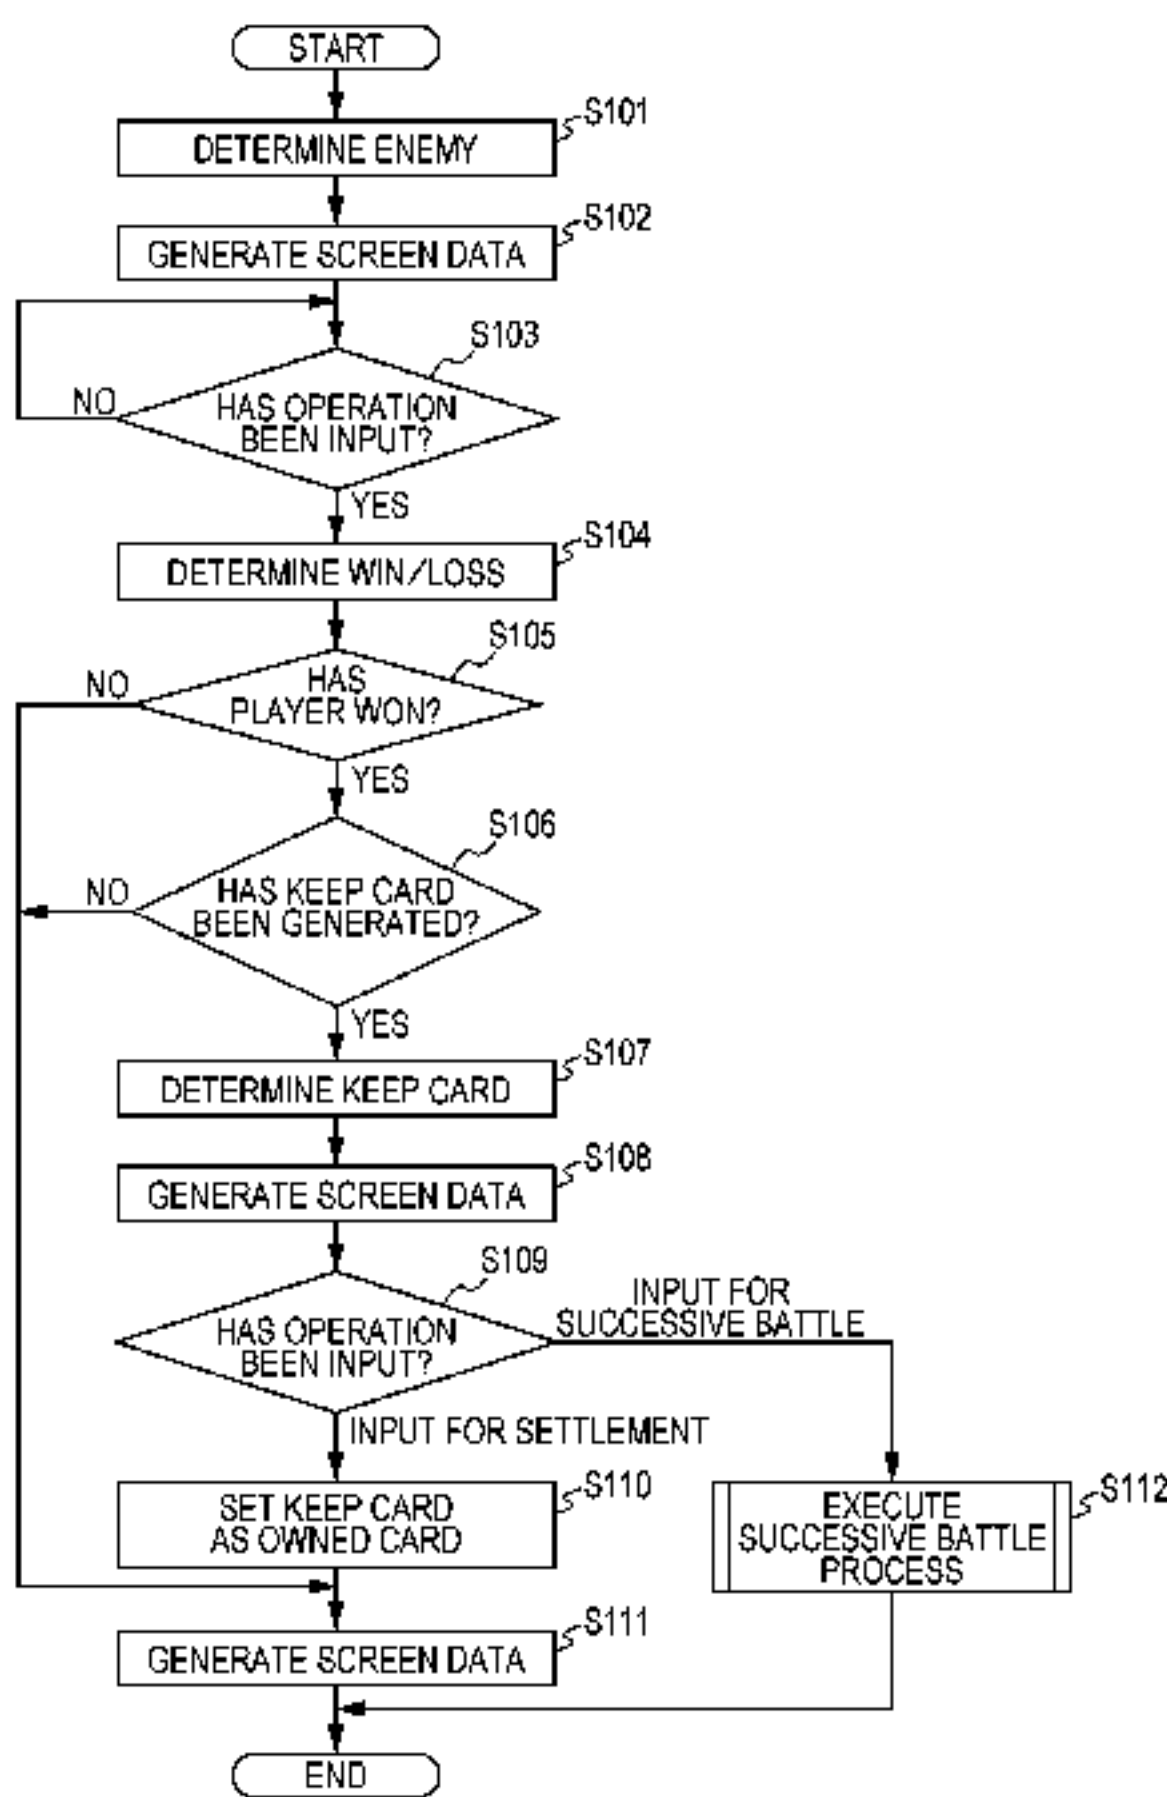 START
S101
DETERMINE ENEMY
S102
GENERATE SCREEN DATA
S103
NO
HAS OPERATION
BEEN INPUT?
YES
S104
DETERMINE WIN/LOSS
S105
NO
HAS
PLAYER WON?
YES
S106
NO
HAS KEEP CARD
BEEN GENERATED?
YES
S107
DETERMINE KEEP CARD
S108
GENERATE SCREEN DATA
S109
HAS OPERATION
BEEN INPUT?
INPUT FOR
SUCCESSIVE BATTLE
INPUT FOR SETTLEMENT
S110
SET KEEP CARD
AS OWNED CARD
S112
EXECUTE
SUCCESSIVE BATTLE
PROCESS
S111
GENERATE SCREEN DATA
END